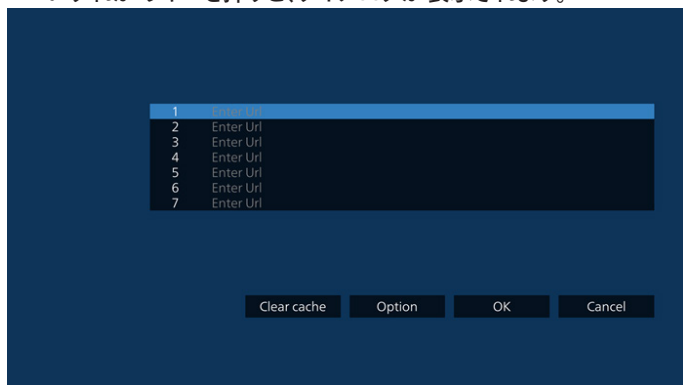 1 Enter Url
2 Enter Url
3 Enter Url
4 Enter Url
5 Enter Url
6 Enter Url
7 Enter Url
Clear cache Option OK Cancel